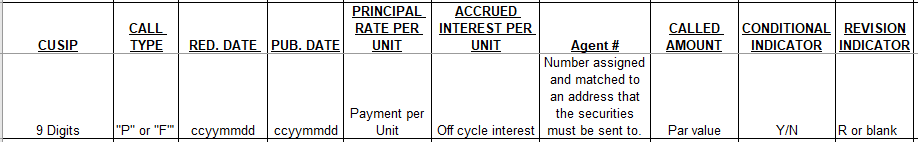 CUSIP
CALL
TYPE
RED. DATE
PUB. DATE
PRINCIPAL
RATE PER
UNIT
ACCRUED
INTEREST PER
UNIT
Agent #
CALLED
AMOUNT
CONDITIONAL
INDICATOR
REVISION
INDICATOR
9 Digits
"P" or "F"'
ccyymmdd
ccyymmdd
Payment per
Unit
Off cycle interest
Number assigned
and matched to
an address that
the securities
must be sent to.
Par value
Y/N
R or blank